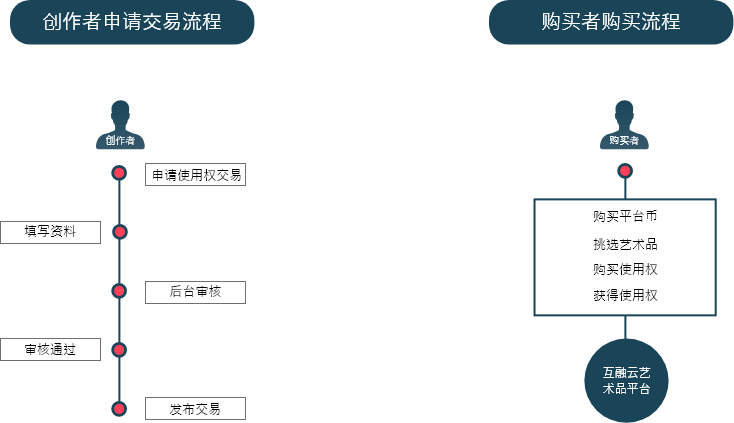 创作者申请交易流程
创作者
申请使用权交易
填写资料
后台审核
审核通过
发布交易
购买者购买流程
购买者
购买平台币
挑选艺术品
购买使用权
获得使用权
互融云艺
术品平台